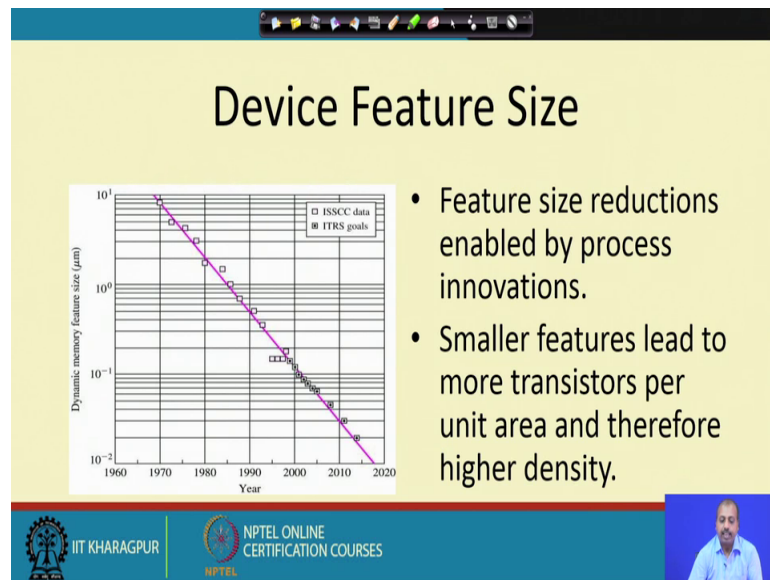 Device Feature Size
10¹
10⁰
10⁻¹
10⁻²
Dynamic memory feature size (μm)
ISSCC data
ITRS goals
1960 1970 1980 1990 2000 2010 2020
Year
• Feature size reductions
enabled by process
innovations.
• Smaller features lead to
more transistors per
unit area and therefore
higher density.
IIT KHARAGPUR
NPTEL
NPTEL ONLINE
CERTIFICATION COURSES